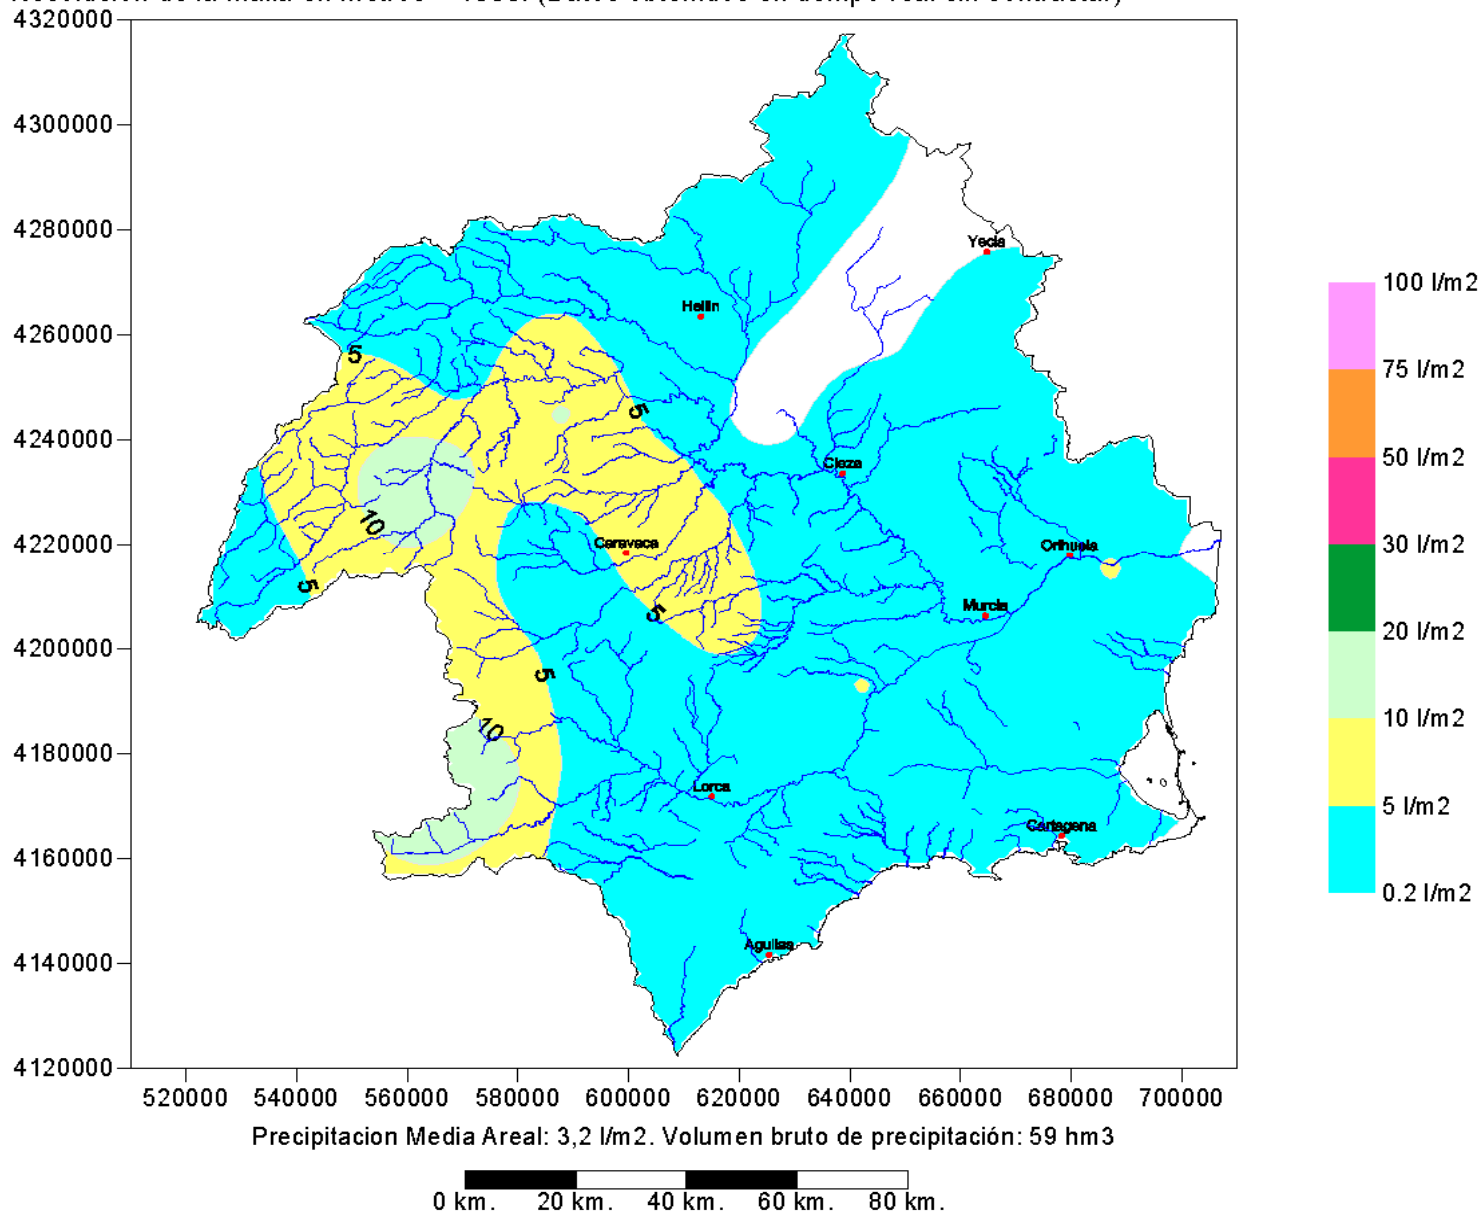 4320000
4300000
4280000
4260000
4240000
4220000
4200000
4180000
4160000
4140000
4120000
520000 540000 560000 580000 600000 620000 640000 660000 680000 700000
Yecla
Hellin
Cieza
Caravaca
Orihuela
Murcia
Lorca
Cartagena
Aguilas
5
5
10
5
5
5
10
100 l/m2
75 l/m2
50 l/m2
30 l/m2
20 l/m2
10 l/m2
5 l/m2
0.2 l/m2
Precipitacion Media Areal: 3,2 l/m2. Volumen bruto de precipitación: 59 hm3
0 km. 20 km. 40 km. 60 km. 80 km.